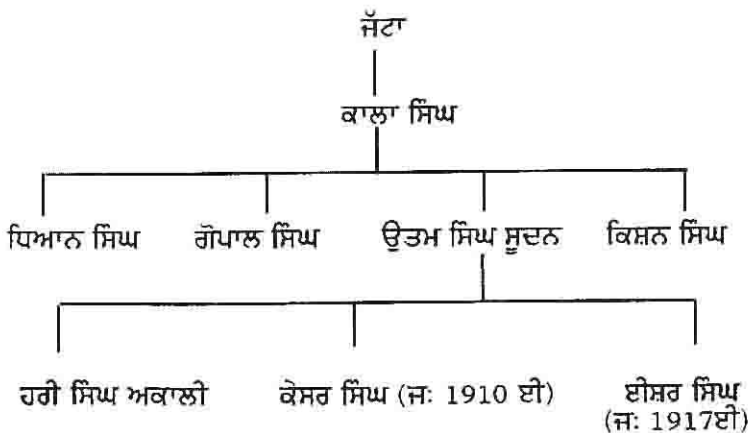 ਜੱਟਾ
ਕਾਲਾ ਸਿੰਘ
ਧਿਆਨ ਸਿੰਘ ਗੋਪਾਲ ਸਿੰਘ ਉਤਮ ਸਿੰਘ ਸੂਦਨ ਕਿਸ਼ਨ ਸਿੰਘ
ਹਰੀ ਸਿੰਘ ਅਕਾਲੀ ਕੇਸਰ ਸਿੰਘ (ਜ: 1910 ਈ) ਈਸ਼ਰ ਸਿੰਘ
(ਜ: 1917ਈ)